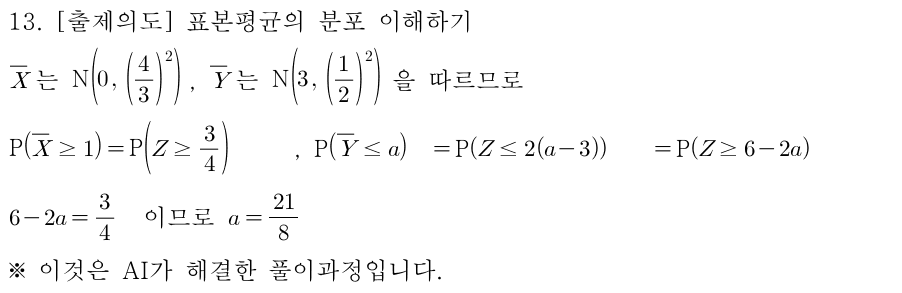 13. [출제의도] 표본평균의 분포 이해하기
X̄는 N(0, (4/3)²), Ȳ는 N(3, (1/2)²)을 따르므로
P(X̄ ≥ 1) = P(Z ≥ 3/4) , P(Ȳ ≤ a) = P(Z ≤ 2(a-3)) = P(Z ≥ 6-2a)
6-2a = 3/4 이므로 a = 21/8
※ 이것은 AI가 해결한 풀이과정입니다.